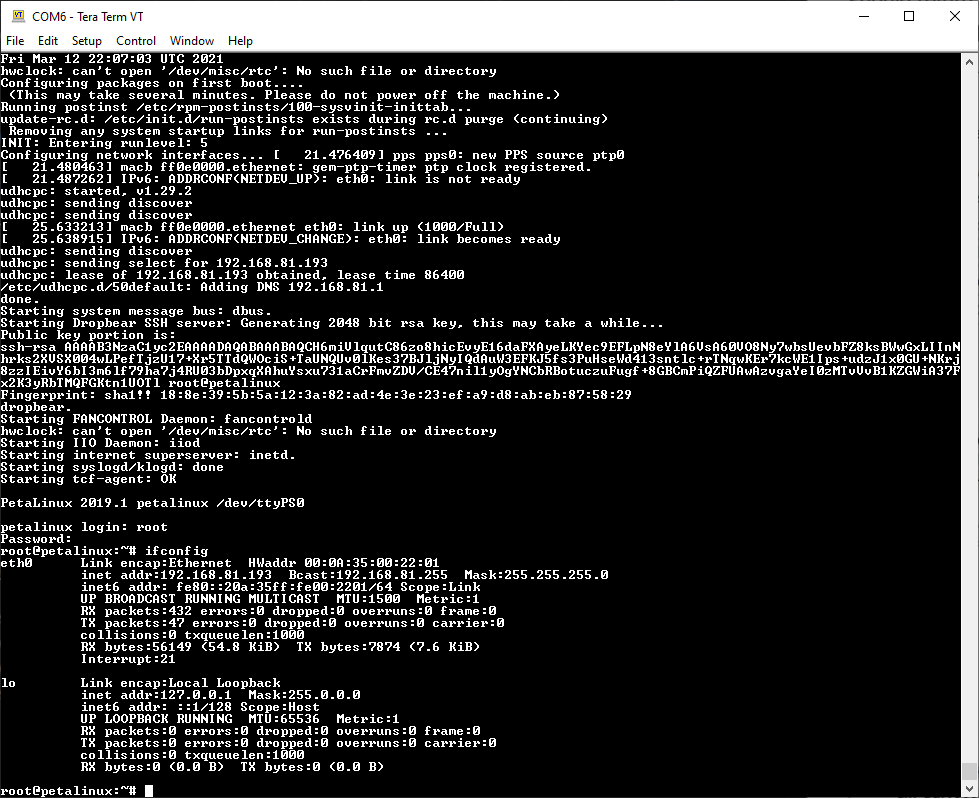 COM6 - Tera Term VT
File Edit Setup Control Window Help
Fri Mar 12 22:07:03 UTC 2021
hwclock: can't open '/dev/misc/rtc': No such file or directory
Configuring packages on first boot....
 (This may take several minutes. Please do not power off the machine.)
Running postinst /etc/rpm-postinsts/100-sysvinit-inittab...
update-rc.d: /etc/init.d/run-postinsts exists during rc.d purge (continuing)
 Removing any system startup links for run-postinsts ...
INIT: Entering runlevel: 5
Configuring network interfaces... [   21.476409] pps pps0: new PPS source ptp0
[   21.480463] macb ff0e0000.ethernet: gem-ptp-timer ptp clock registered.
[   21.487262] IPv6: ADDRCONF(NETDEV_UP): eth0: link is not ready
udhcpc: started, v1.29.2
udhcpc: sending discover
udhcpc: sending discover
[   25.633213] macb ff0e0000.ethernet eth0: link up (1000/Full)
[   25.638915] IPv6: ADDRCONF(NETDEV_CHANGE): eth0: link becomes ready
udhcpc: sending discover
udhcpc: sending select for 192.168.81.193
udhcpc: lease of 192.168.81.193 obtained, lease time 86400
/etc/udhcpc.d/50default: Adding DNS 192.168.81.1
done.
Starting system message bus: dbus.
Starting Dropbear SSH server: Generating 2048 bit rsa key, this may take a while...
Public key portion is:
ssh-rsa
root@petalinux
Fingerprint: sha1!! 18:8e:39:5b:5a:12:3a:82:ad:4e:3e:23:ef:a9:d8:ab:eb:87:58:29
dropbear.
Starting FANCONTROL Daemon: fancontrold
hwclock: can't open '/dev/misc/rtc': No such file or directory
Starting IIO Daemon: iiod
Starting internet superserver: inetd.
Starting syslogd/klogd: done
Starting tcf-agent: OK
PetaLinux 2019.1 petalinux /dev/ttyPS0
petalinux login: root
Password:
root@petalinux:~# ifconfig
eth0      Link encap:Ethernet  HWaddr 00:0A:35:00:22:01
          inet addr:192.168.81.193  Bcast:192.168.81.255  Mask:255.255.255.0
          inet6 addr: fe80::20a:35ff:fe00:2201/64 Scope:Link
          UP BROADCAST RUNNING MULTICAST  MTU:1500  Metric:1
          RX packets:432 errors:0 dropped:0 overruns:0 frame:0
          TX packets:47 errors:0 dropped:0 overruns:0 carrier:0
          collisions:0 txqueuelen:1000
          RX bytes:56149 (54.8 KiB)  TX bytes:7874 (7.6 KiB)
          Interrupt:21
lo        Link encap:Local Loopback
          inet addr:127.0.0.1  Mask:255.0.0.0
          inet6 addr: ::1/128 Scope:Host
          UP LOOPBACK RUNNING  MTU:65536  Metric:1
          RX packets:0 errors:0 dropped:0 overruns:0 frame:0
          TX packets:0 errors:0 dropped:0 overruns:0 carrier:0
          collisions:0 txqueuelen:1000
          RX bytes:0 (0.0 B)  TX bytes:0 (0.0 B)
root@petalinux:~#